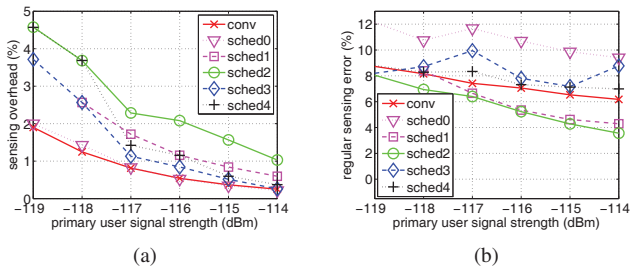 5
4
3
2
1
0
sensing overhead (%)
conv
sched0
sched1
sched2
sched3
sched4
−119 −118 −117 −116 −115 −114
primary user signal strength (dBm)
(a)
12
10
8
6
4
2
0
regular sensing error (%)
conv
sched0
sched1
sched2
sched3
sched4
−119 −118 −117 −116 −115 −114
primary user signal strength (dBm)
(b)